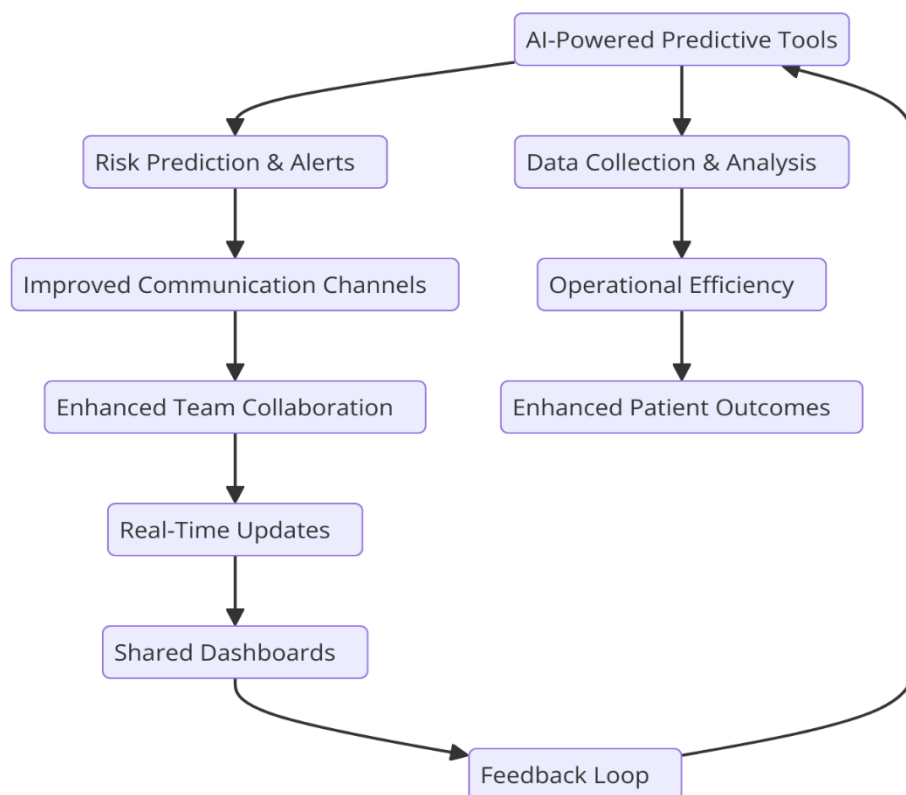 AI-Powered Predictive Tools
Risk Prediction & Alerts
Data Collection & Analysis
Improved Communication Channels
Operational Efficiency
Enhanced Team Collaboration
Enhanced Patient Outcomes
Real-Time Updates
Shared Dashboards
Feedback Loop